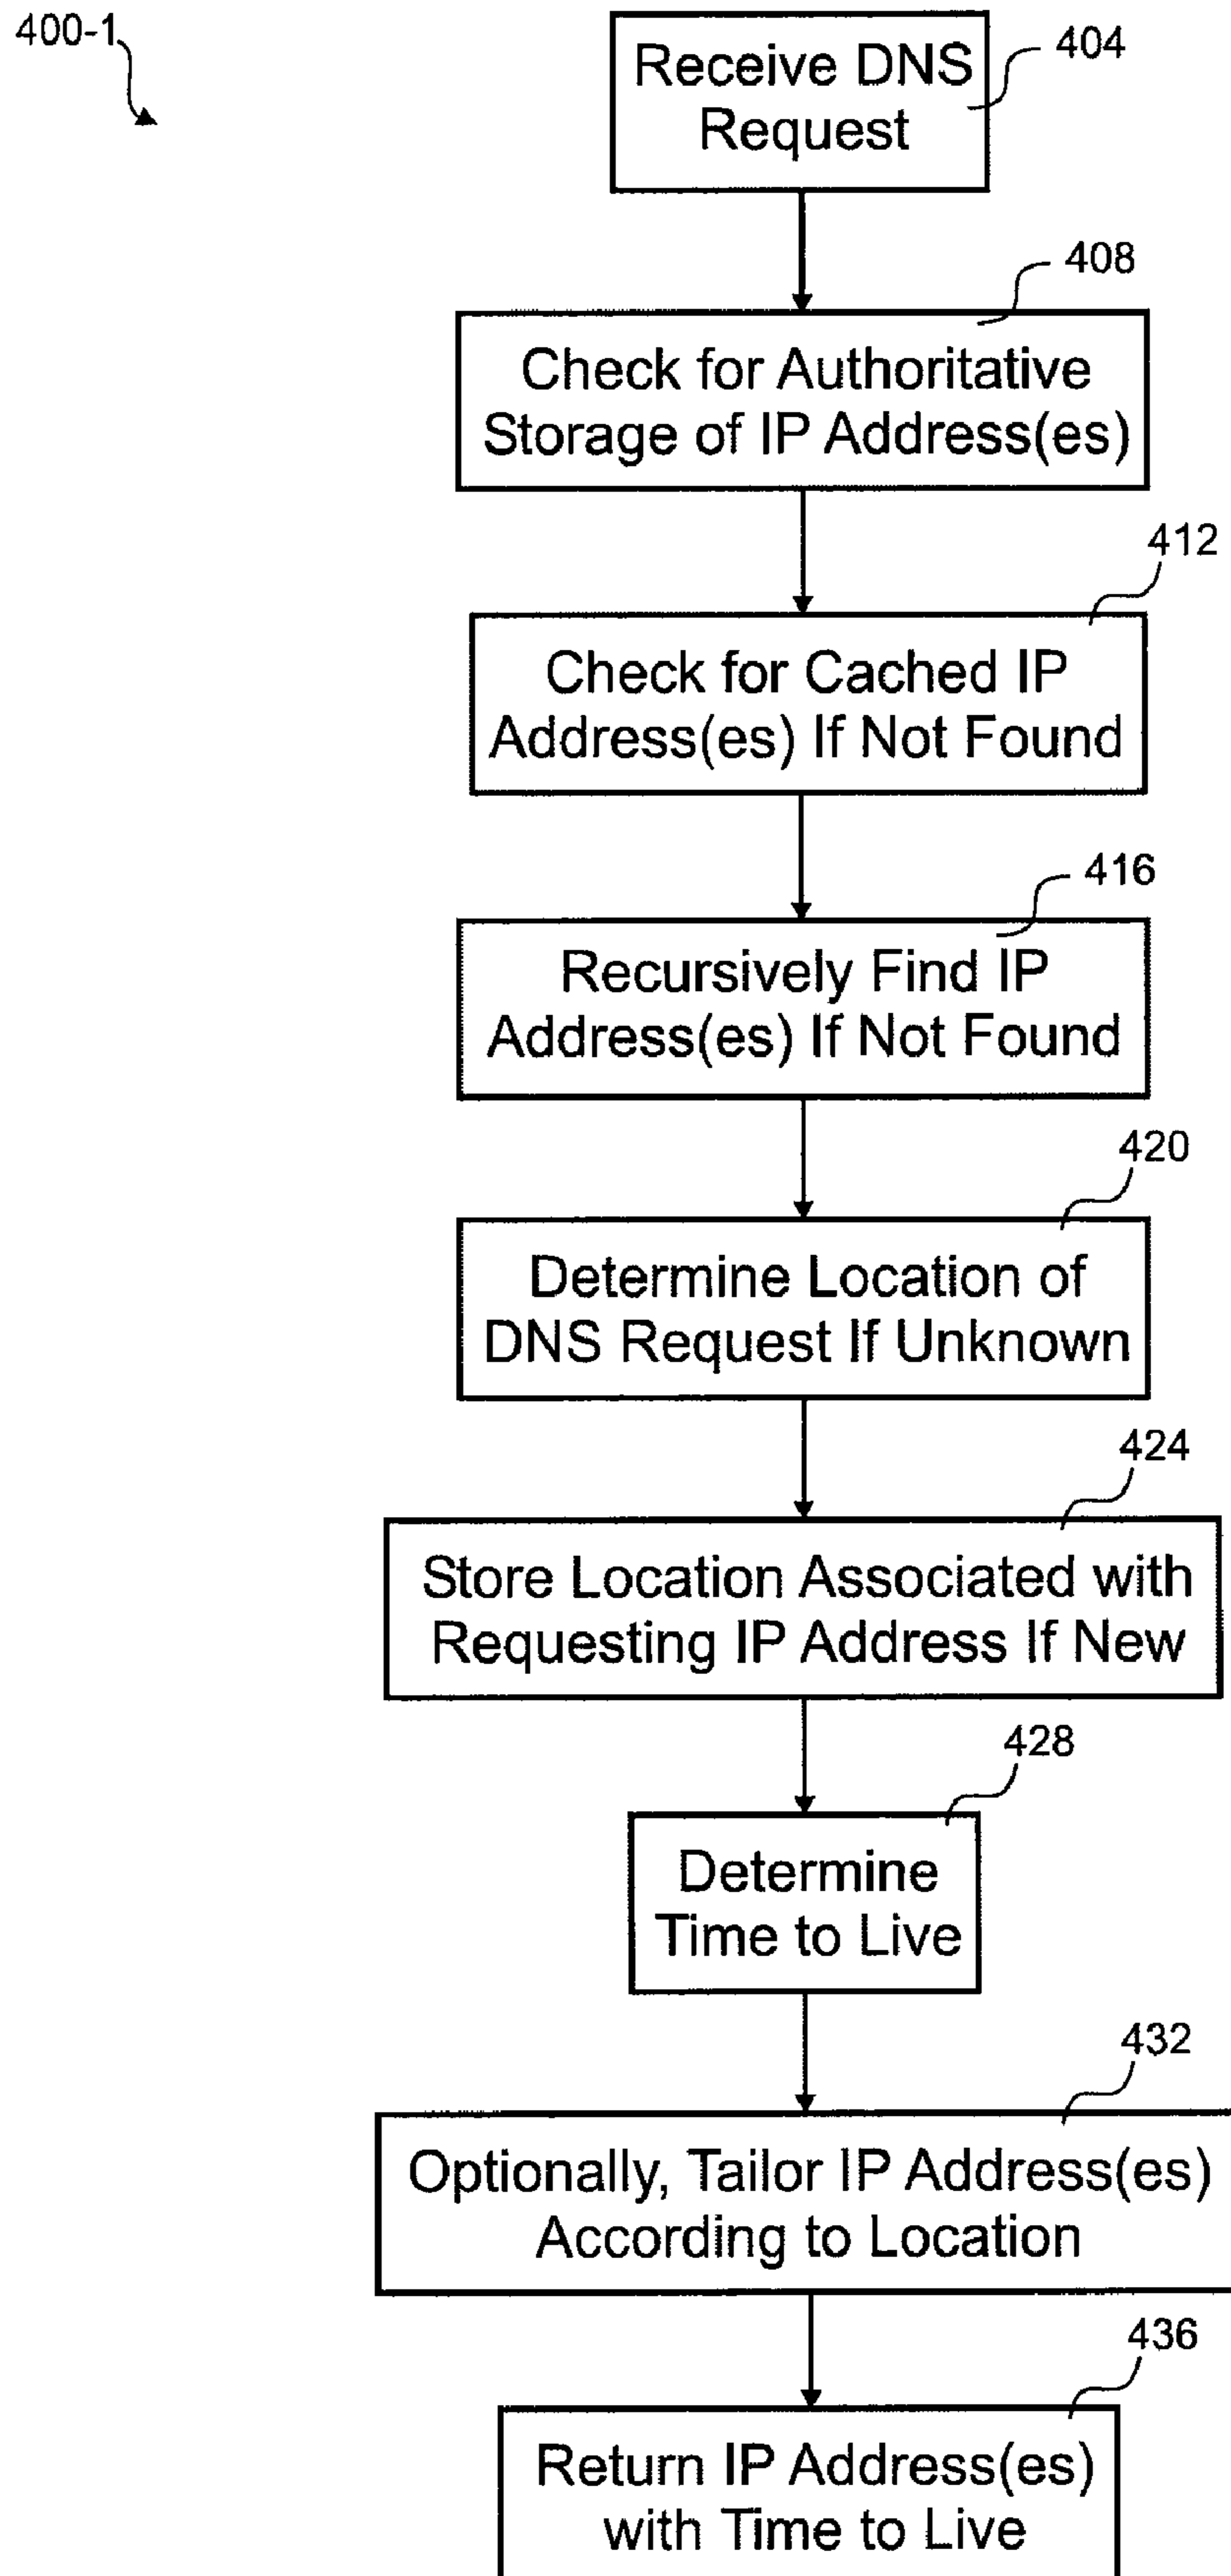 400-1
Receive DNS
Request
404
408
Check for Authoritative
Storage of IP Address(es)
412
Check for Cached IP
Address(es) If Not Found
416
Recursively Find IP
Address(es) If Not Found
420
Determine Location of
DNS Request If Unknown
424
Store Location Associated with
Requesting IP Address If New
428
Determine
Time to Live
432
Optionally, Tailor IP Address(es)
According to Location
436
Return IP Address(es)
with Time to Live